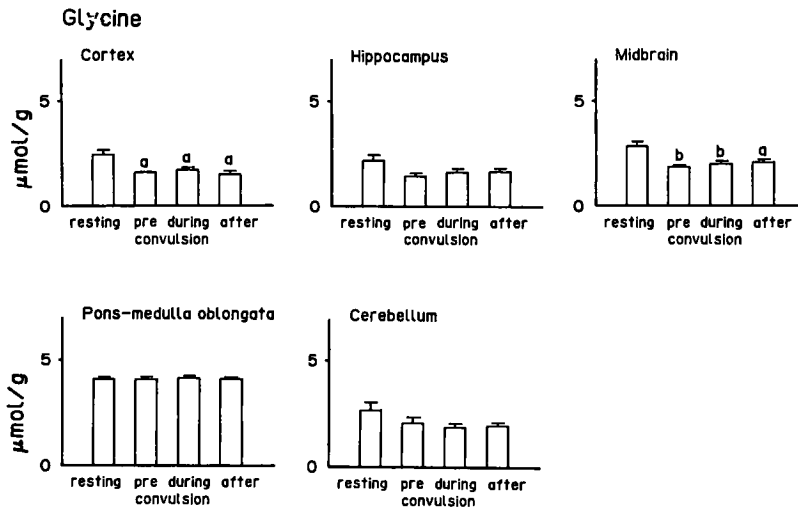 Glycine
Cortex
μmol/g
5
a a a
0
resting pre during after
convulsion
Hippocampus
5
0
resting pre during after
convulsion
Midbrain
5
b b a
0
resting pre during after
convulsion
Pons-medulla oblongata
μmol/g
5
0
resting pre during after
convulsion
Cerebellum
5
0
resting pre during after
convulsion